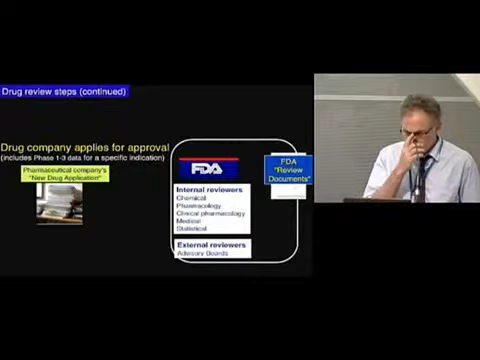 Drug review steps (continued)
Drug company applies for approval
(includes Phase 1-3 data for a specific indication)
Pharmaceutical company's
"New Drug Application"
FDA
Internal reviewers
Chemical
Pharmacology
Clinical pharmacology
Medical
Statistical
External reviewers
Advisory Boards
FDA
"Review
Documents"